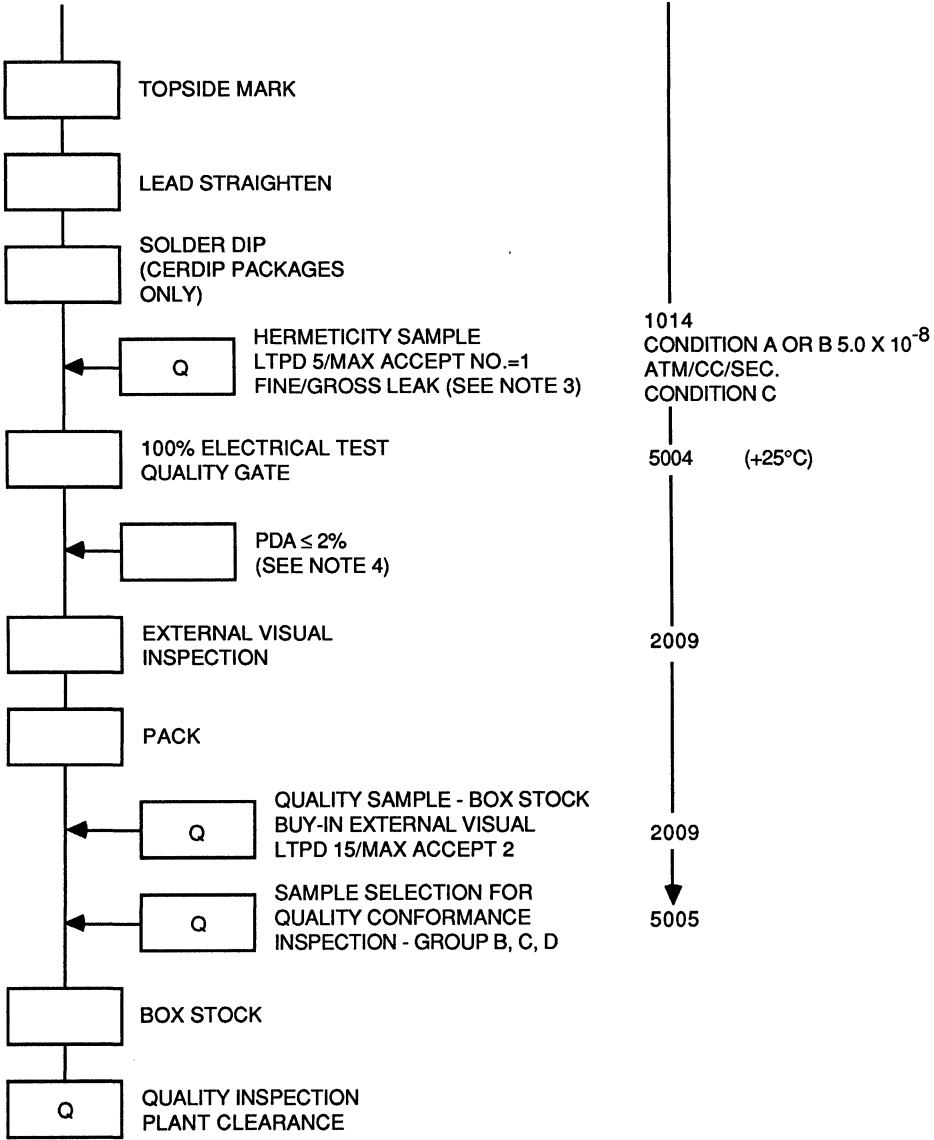 TOPSIDE MARK
LEAD STRAIGHTEN
SOLDER DIP
(CERDIP PACKAGES
ONLY)
Q
HERMETICITY SAMPLE
LTPD 5/MAX ACCEPT NO.=1
FINE/GROSS LEAK (SEE NOTE 3)
1014
CONDITION A OR B 5.0 X 10⁻⁸
ATM/CC/SEC.
CONDITION C
100% ELECTRICAL TEST
QUALITY GATE
5004 (+25°C)
PDA ≤ 2%
(SEE NOTE 4)
EXTERNAL VISUAL
INSPECTION
2009
PACK
Q
QUALITY SAMPLE - BOX STOCK
BUY-IN EXTERNAL VISUAL
LTPD 15/MAX ACCEPT 2
2009
Q
SAMPLE SELECTION FOR
QUALITY CONFORMANCE
INSPECTION - GROUP B, C, D
5005
BOX STOCK
Q
QUALITY INSPECTION
PLANT CLEARANCE